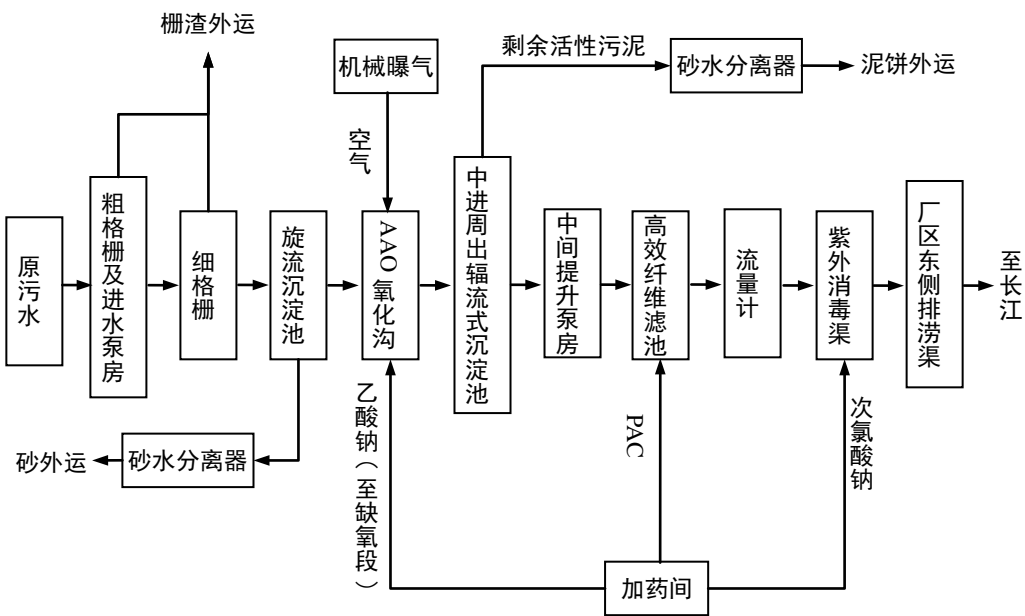 栅渣外运
机械曝气
空气
剩余活性污泥
砂水分离器
泥饼外运
原污水
粗格栅及进水泵房
细格栅
旋流沉淀池
AAO氧化沟
中进周出辐流式沉淀池
中间提升泵房
高效纤维滤池
流量计
紫外消毒渠
厂区东侧排涝渠
至长江
砂外运
砂水分离器
乙酸钠(至缺氧段)
PAC
次氯酸钠
加药间